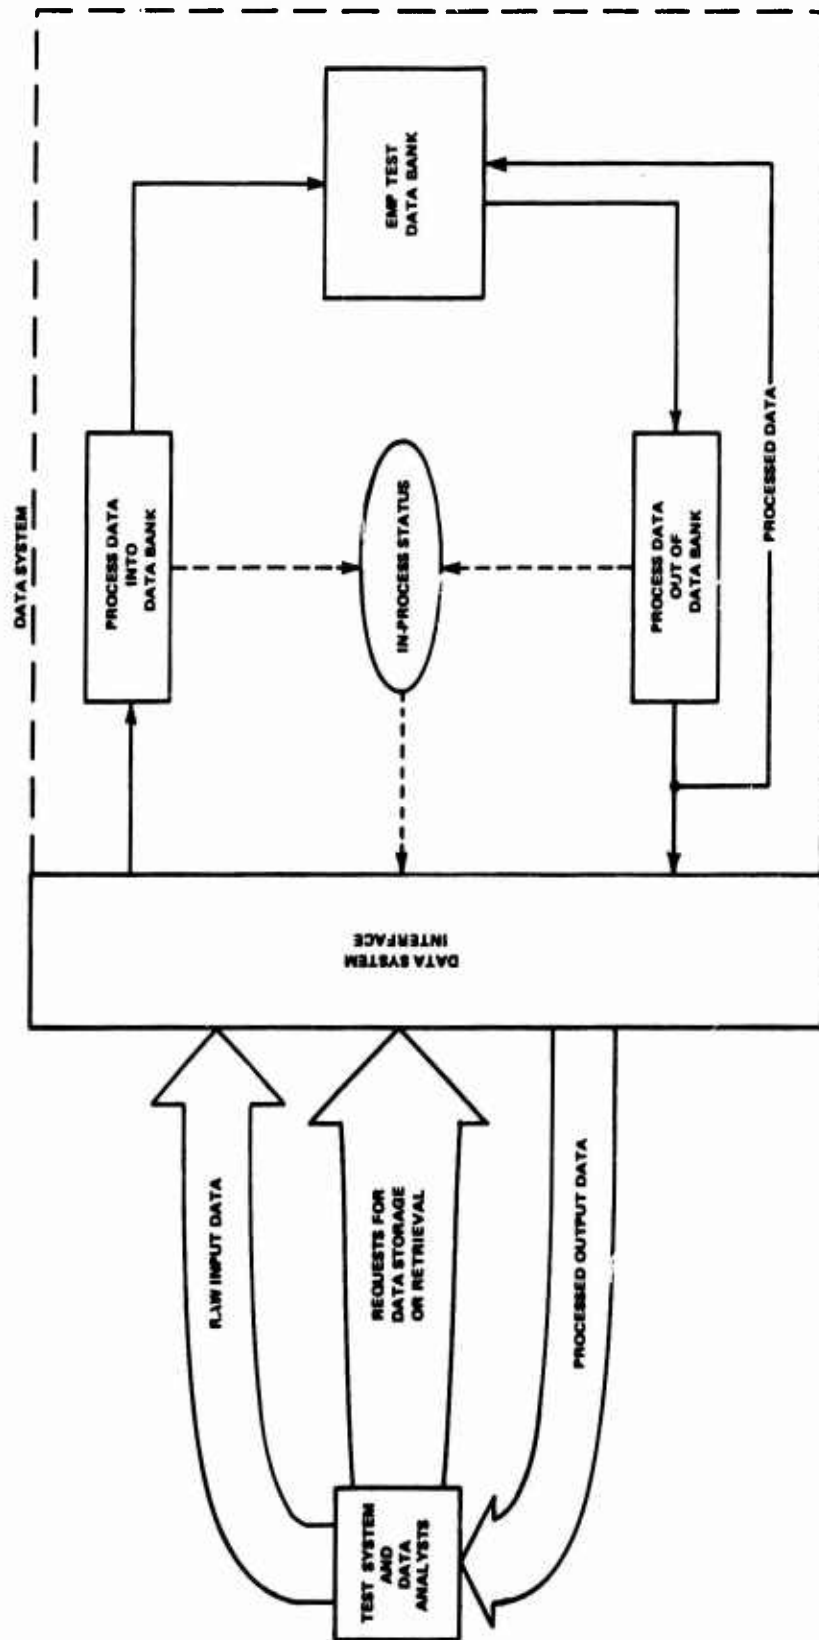 DATA SYSTEM
PROCESS DATA
INTO
DATA BANK
EMP TEST
DATA BANK
IN-PROCESS STATUS
PROCESS DATA
OUT OF
DATA BANK
PROCESSED DATA
DATA SYSTEM
INTERFACE
RAW INPUT DATA
REQUESTS FOR
DATA STORAGE
OR RETRIEVAL
PROCESSED OUTPUT DATA
TEST SYSTEM
AND
DATA
ANALYSTS